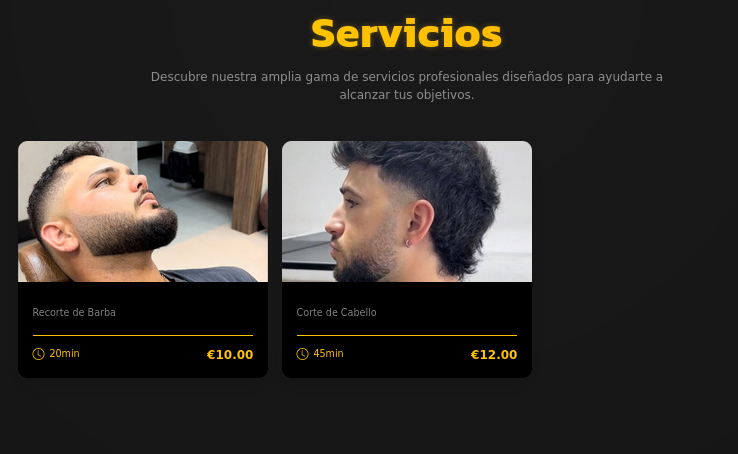 Servicios
Descubre nuestra amplia gama de servicios profesionales diseñados para ayudarte a
alcanzar tus objetivos.
Recorte de Barba
20min
€10.00
Corte de Cabello
45min
€12.00